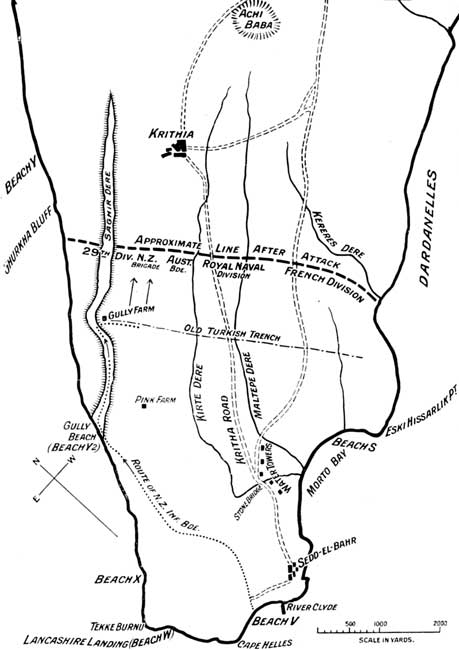 ACHI
BABA
KRITHIA
BEACH Y
SAGHIR DERE
GHURKHA BLUFF
KERERES DERE
DARDANELLES
APPROXIMATE LINE AFTER ATTACK
29TH DIV. N.Z.
BRIGADE
AUST.
BDE.
ROYAL NAVAL
DIVISION
FRENCH DIVISION
GULLY FARM
OLD TURKISH TRENCH
PINK FARM
KIRTE DERE
KRITHA ROAD
MALTEPE DERE
GULLY
BEACH
(BEACH Y2)
ESKI HISSARLIK PT.
BEACH S
MORTO BAY
WATER TOWERS
STONE BRIDGE
N
W
E
ROUTE OF N.Z. INF. BDE.
SEDD-EL-BAHR
BEACH X
RIVER CLYDE
BEACH V
TEKKE BURNU
LANCASHIRE LANDING (BEACH W)
CAPE HELLES
500 1000 2000
SCALE IN YARDS.